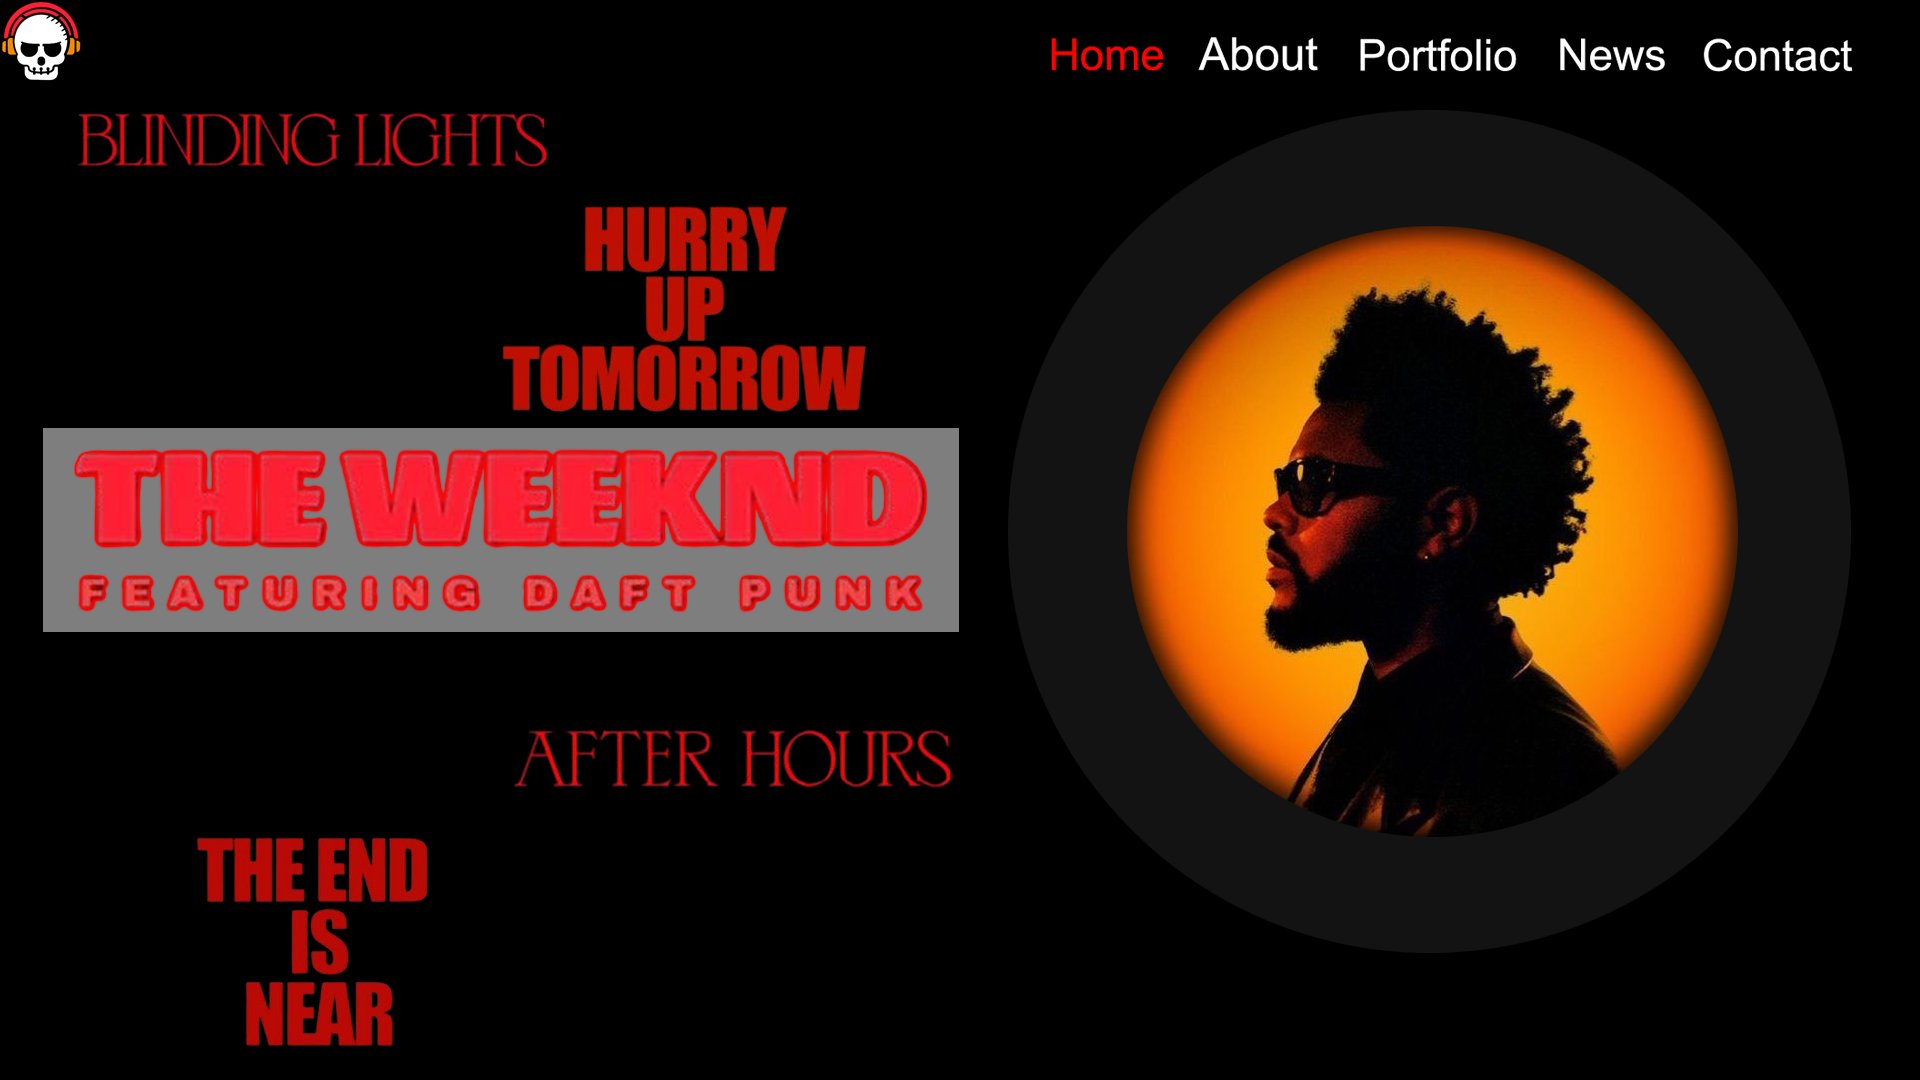 Home About Portfolio News Contact
BLINDING LIGHTS
HURRY
UP
TOMORROW
THE WEEKND
FEATURING DAFT PUNK
AFTER HOURS
THE END
IS
NEAR